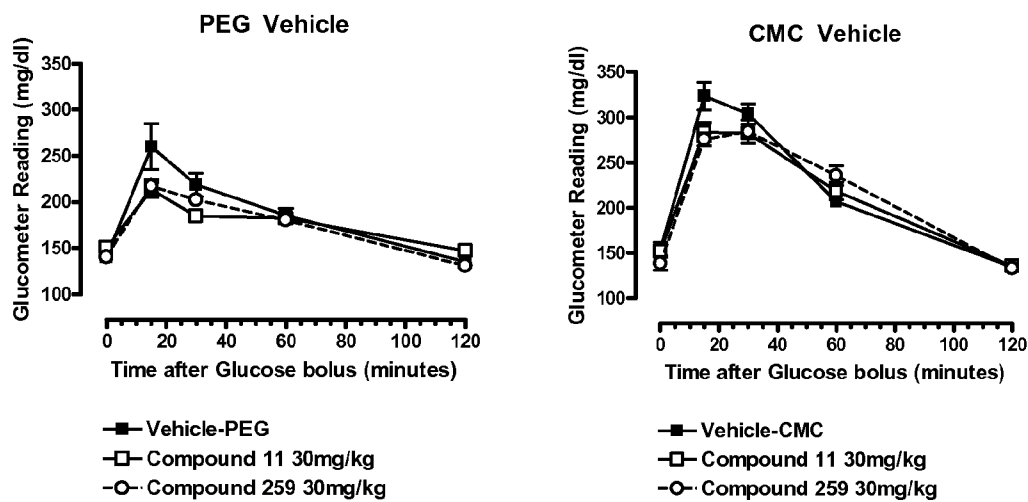 PEG Vehicle
Glucometer Reading (mg/dl)
350
300
250
200
150
100
0 20 40 60 80 100 120
Time after Glucose bolus (minutes)
Vehicle-PEG
Compound 11 30mg/kg
Compound 259 30mg/kg
CMC Vehicle
Glucometer Reading (mg/dl)
350
300
250
200
150
100
0 20 40 60 80 100 120
Time after Glucose bolus (minutes)
Vehicle-CMC
Compound 11 30mg/kg
Compound 259 30mg/kg